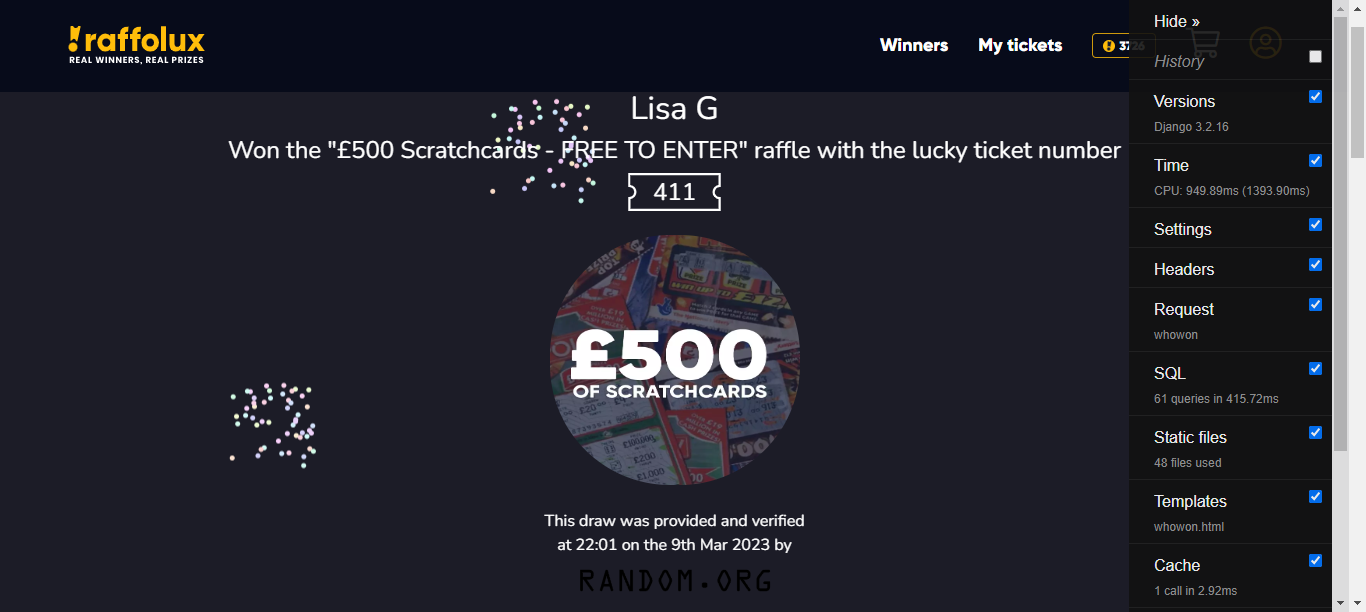 raffolux
REAL WINNERS, REAL PRIZES
Winners
My tickets
3726
Lisa G
Won the "£500 Scratchcards - FREE TO ENTER" raffle with the lucky ticket number
411
£500
OF SCRATCHCARDS
£200
£1,000
This draw was provided and verified
at 22:01 on the 9th Mar 2023 by
RANDOM.ORG
Hide »
History
Versions
Django 3.2.16
Time
CPU: 949.89ms (1393.90ms)
Settings
Headers
Request
whowon
SQL
61 queries in 415.72ms
Static files
48 files used
Templates
whowon.html
Cache
1 call in 2.92ms